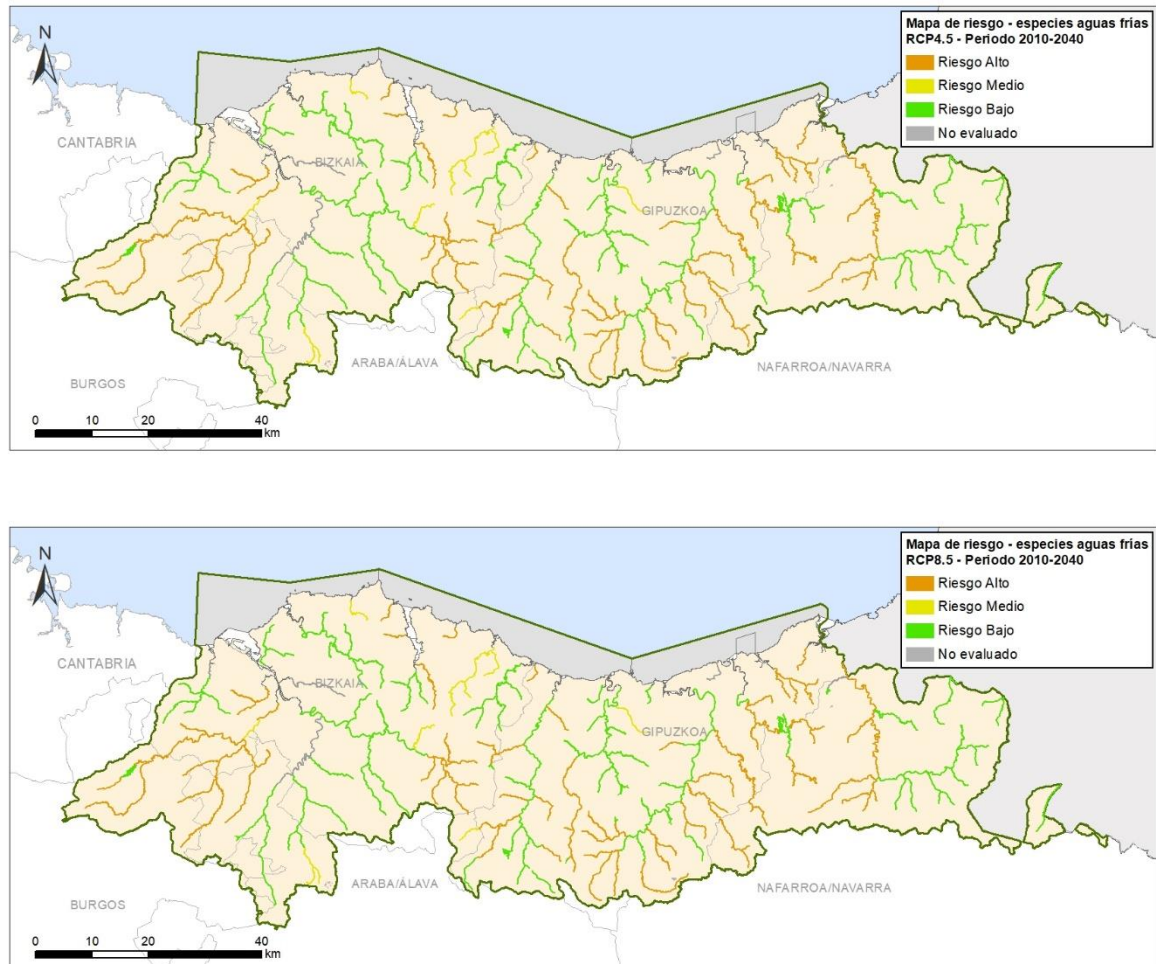 N
Mapa de riesgo - especies aguas frías
RCP4.5 - Periodo 2010-2040
Riesgo Alto
Riesgo Medio
Riesgo Bajo
No evaluado
CANTABRIA
BIZKAIA
GIPUZKOA
ARABA/ÁLAVA
NAFARROA/NAVARRA
BURGOS
0 10 20 40
km
N
Mapa de riesgo - especies aguas frías
RCP8.5 - Periodo 2010-2040
Riesgo Alto
Riesgo Medio
Riesgo Bajo
No evaluado
CANTABRIA
BIZKAIA
GIPUZKOA
ARABA/ÁLAVA
NAFARROA/NAVARRA
BURGOS
0 10 20 40
km